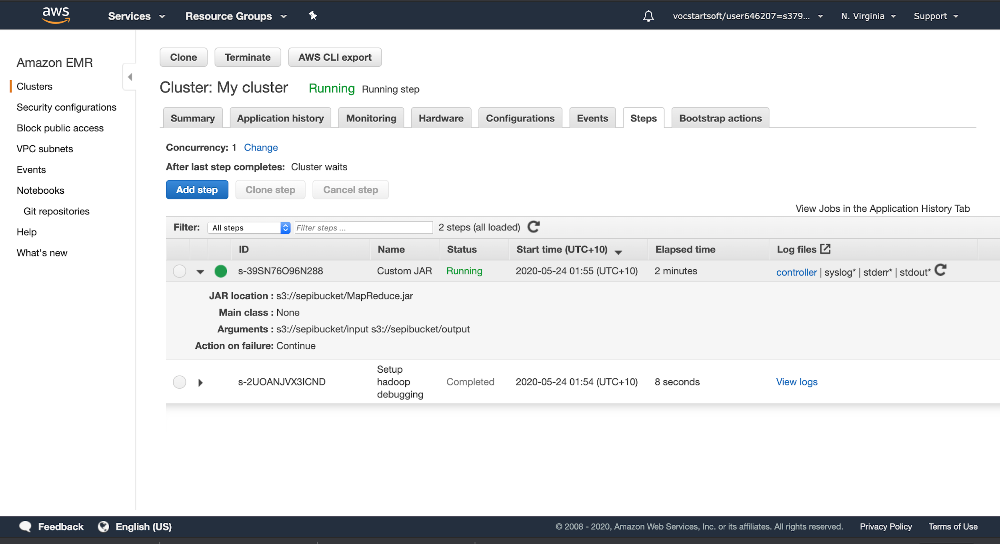 aws Services Resource Groups vocstartsoft/user646207=s379... N. Virginia Support
Amazon EMR
Clusters
Security configurations
Block public access
VPC subnets
Events
Notebooks
Git repositories
Help
What's new
Clone Terminate AWS CLI export
Cluster: My cluster Running Running step
Summary Application history Monitoring Hardware Configurations Events Steps Bootstrap actions
Concurrency: 1 Change
After last step completes: Cluster waits
Add step Clone step Cancel step
View Jobs in the Application History Tab
Filter: All steps Filter steps ... 2 steps (all loaded)
ID Name Status Start time (UTC+10) Elapsed time Log files
s-39SN76O96N288 Custom JAR Running 2020-05-24 01:55 (UTC+10) 2 minutes controller | syslog* | stderr* | stdout*
JAR location : s3://sepibucket/MapReduce.jar
Main class : None
Arguments : s3://sepibucket/input s3://sepibucket/output
Action on failure: Continue
s-2UOANJVX3ICND Setup hadoop debugging Completed 2020-05-24 01:54 (UTC+10) 8 seconds View logs
Feedback English (US) © 2008 - 2020, Amazon Web Services, Inc. or its affiliates. All rights reserved. Privacy Policy Terms of Use